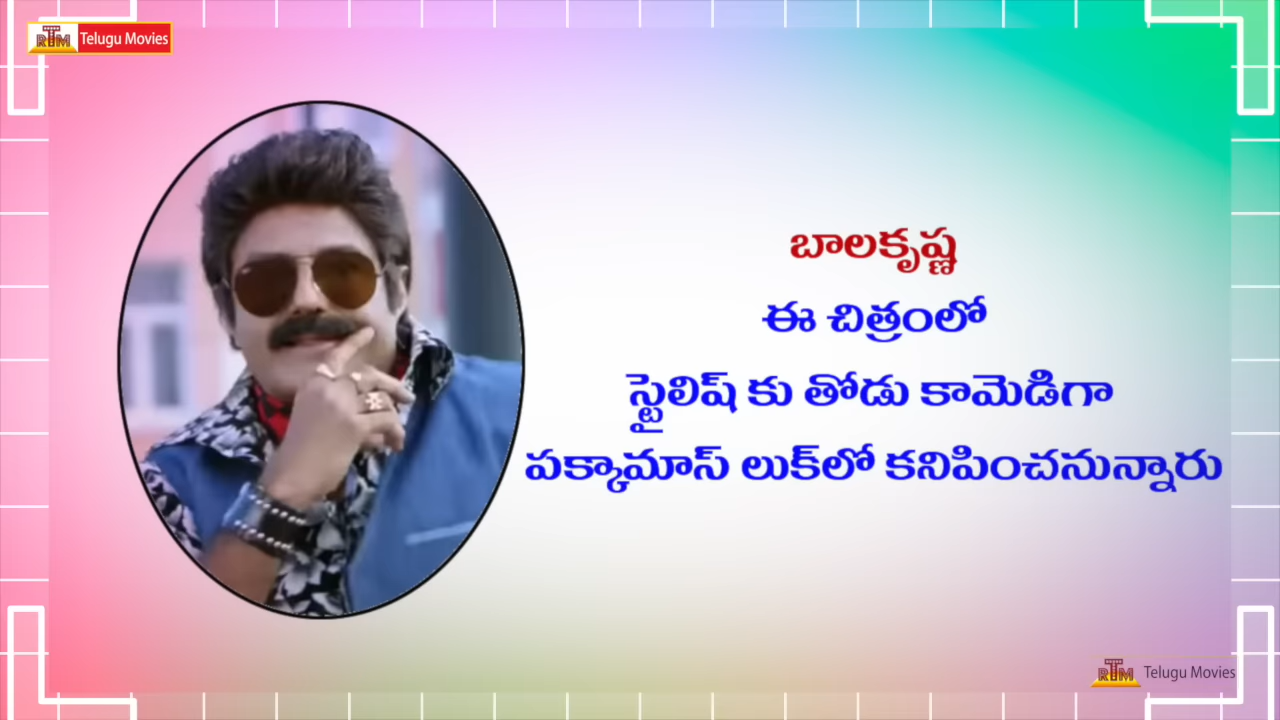 RTM Telugu Movies
బాలకృష్ణ
ఈ చిత్రంలో
స్టైలిష్ కు తోడు కామెడిగా
పక్కామాస్ లుక్‌లో కనిపించనున్నారు
RTM Telugu Movies